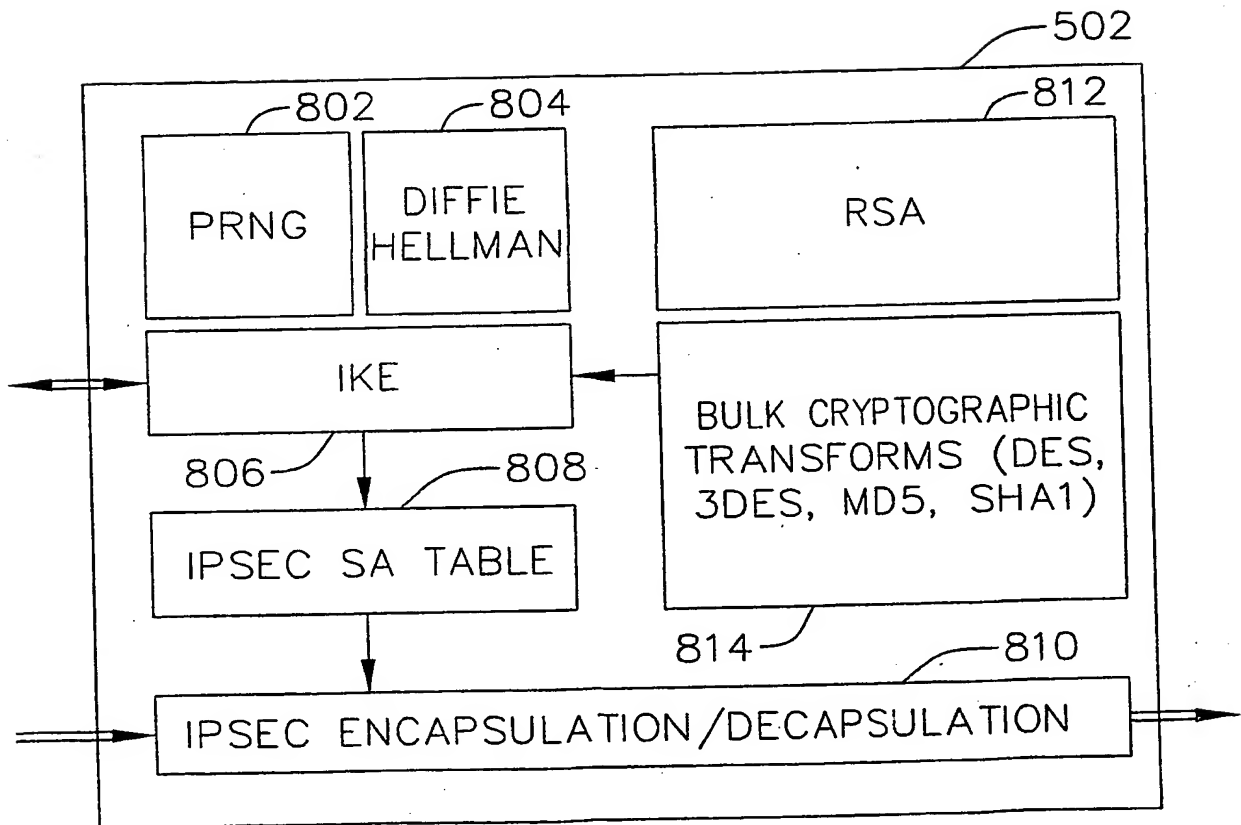 502
802
804
812
PRNG
DIFFIE
HELLMAN
RSA
IKE
806
808
BULK CRYPTOGRAPHIC
TRANSFORMS (DES,
3DES, MD5, SHA1)
IPSEC SA TABLE
814
810
IPSEC ENCAPSULATION/DECAPSULATION